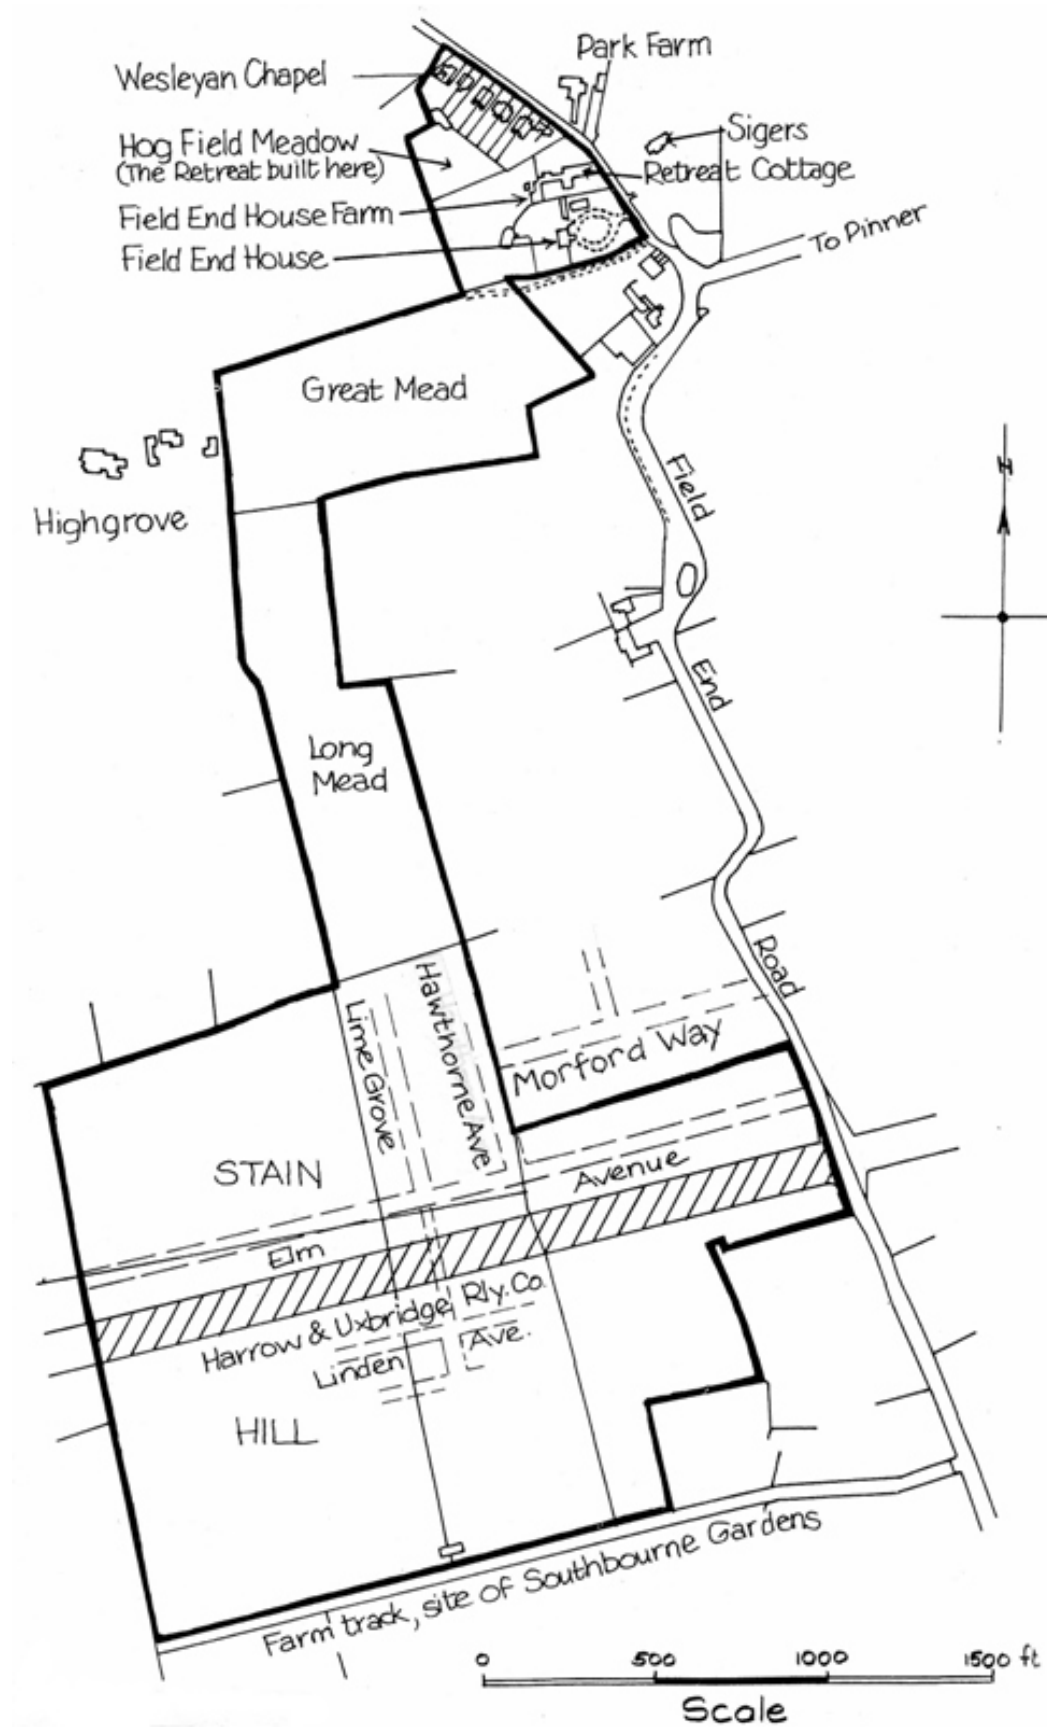 Park Farm
Wesleyan Chapel
Sigers
Hog Field Meadow
(The Retreat built here)
Retreat Cottage
Field End House Farm
To Pinner
Field End House
Great Mead
Highgrove
N
Field
End
Road
Long
Mead
Lime Grove
Hawthorne Ave
Morford Way
STAIN
Avenue
Elm
Harrow & Uxbridge Rly. Co.
Linden Ave.
HILL
Farm track, site of Southbourne Gardens
0 500 1000 1500 ft
Scale